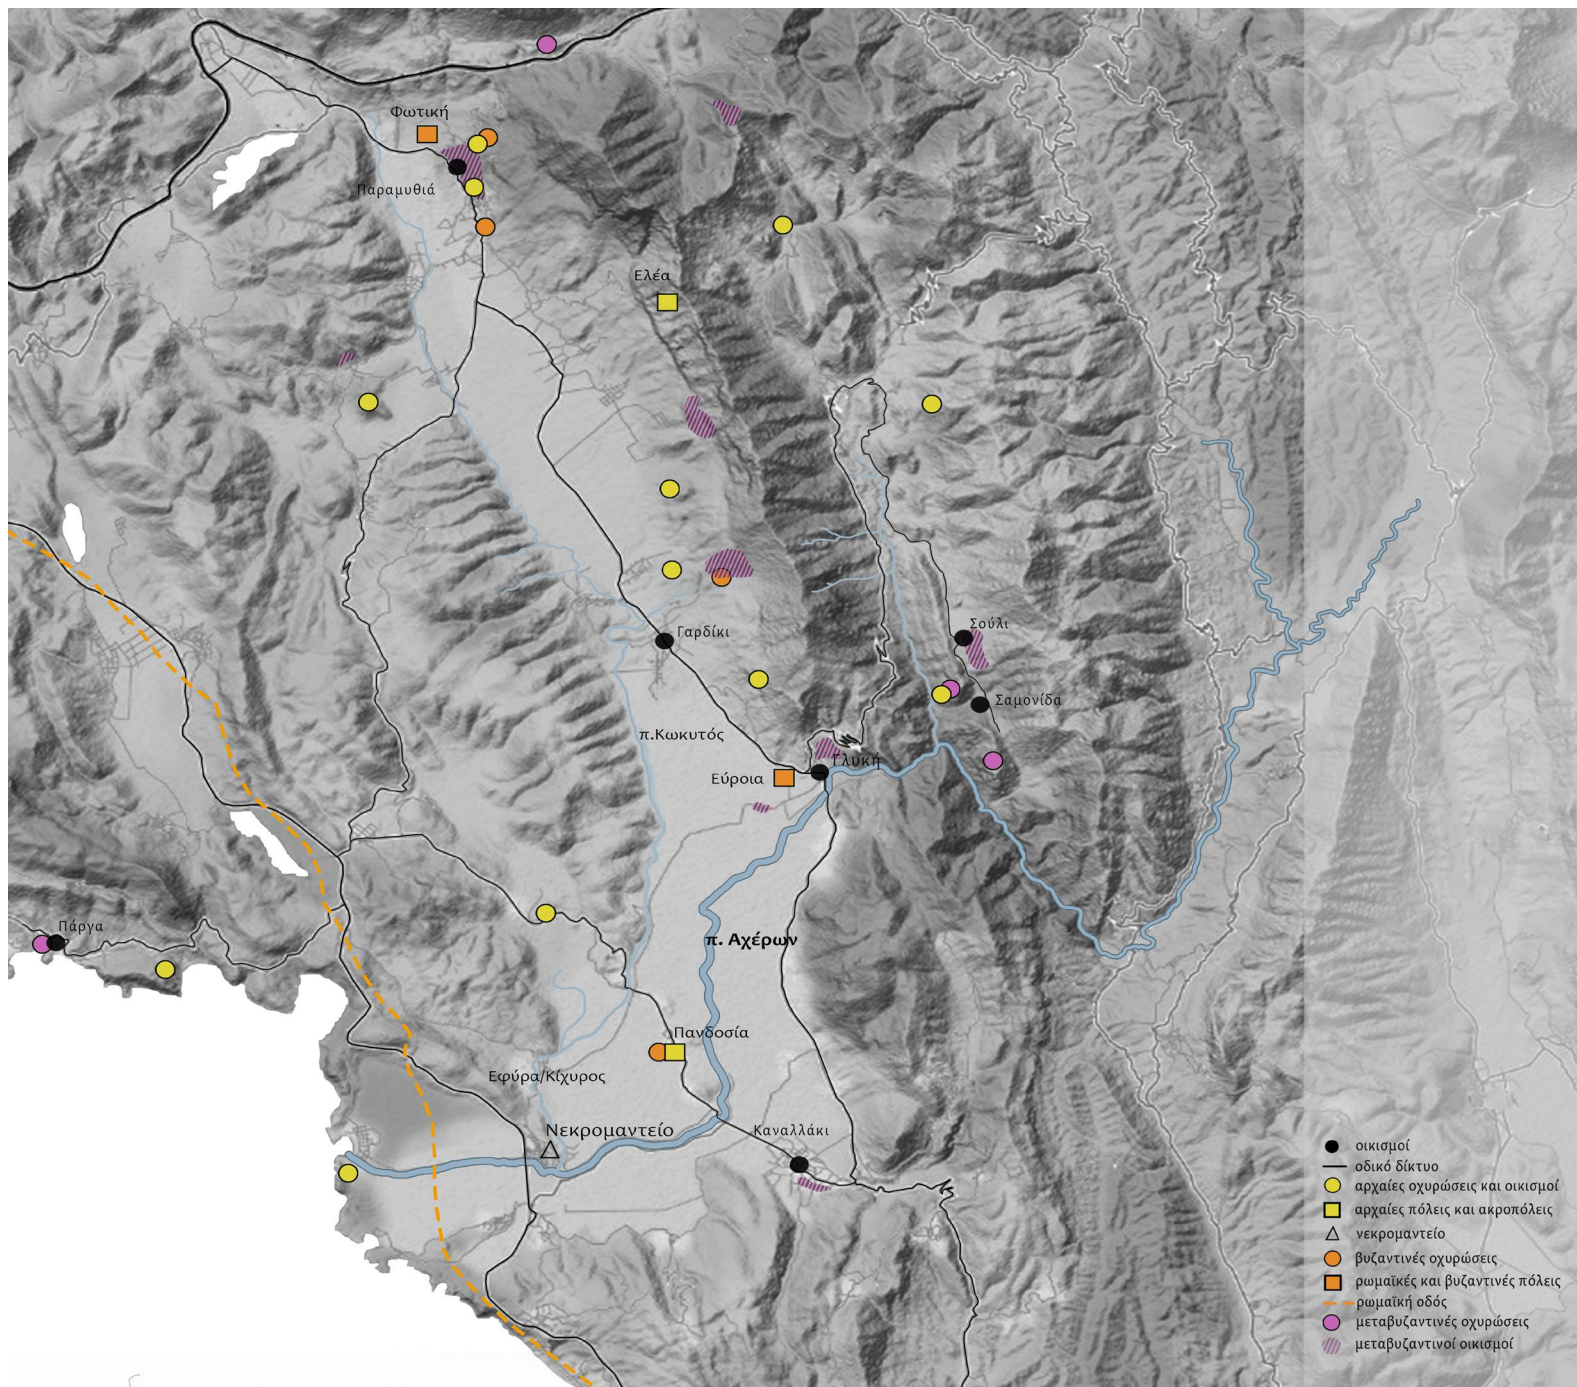 Φωτική
Παραμυθιά
Ελέα
Γαρδίκι
Σούλι
Σαμονίδα
π.Κωκυτός
Γλυκή
Εύροια
Πάργα
π. Αχέρων
Πανδοσία
Εφύρα/Κίχυρος
Νεκρομαντείο
Καναλλάκι
οικισμοί
οδικό δίκτυο
αρχαίες οχυρώσεις και οικισμοί
αρχαίες πόλεις και ακροπόλεις
νεκρομαντείο
βυζαντινές οχυρώσεις
ρωμαϊκές και βυζαντινές πόλεις
ρωμαϊκή οδός
μεταβυζαντινές οχυρώσεις
μεταβυζαντινοί οικισμοί